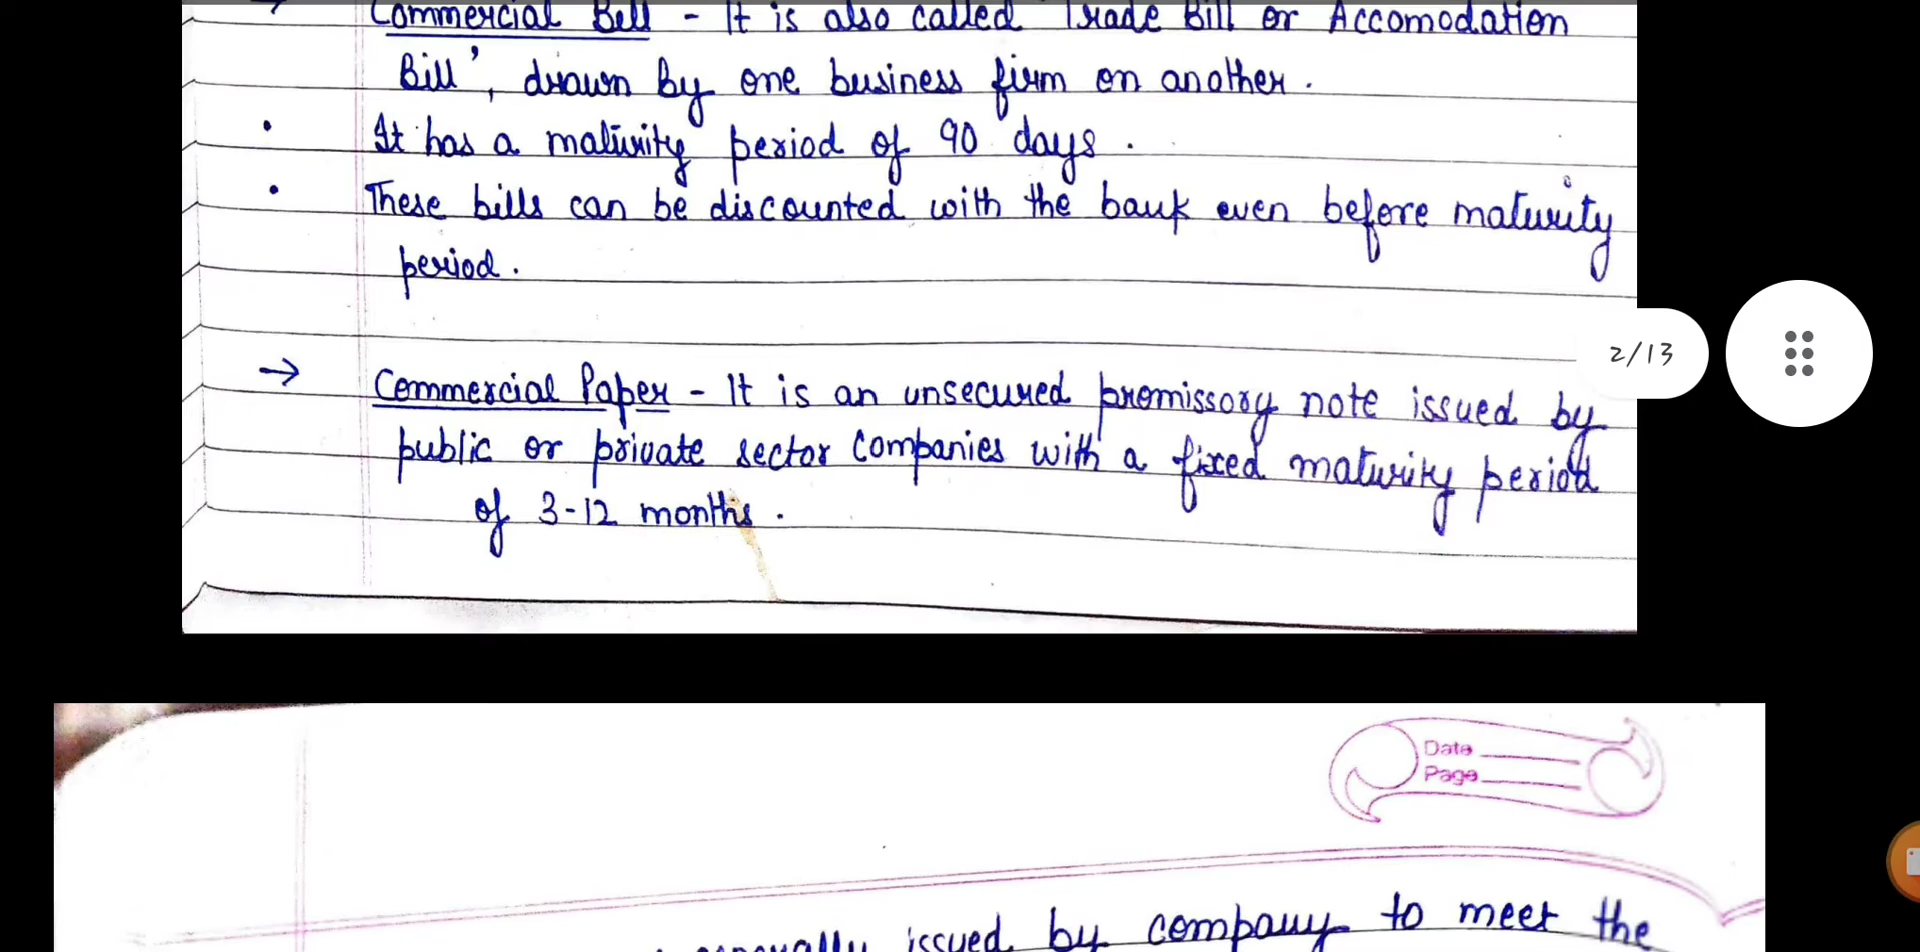 → Commercial Bill - It is also called Trade Bill or Accomodation
Bill', drawn by one business firm on another.
• It has a maturity period of 90 days.
• These bills can be discounted with the bank even before maturity
period.
2/13
→ Commercial Paper - It is an unsecured promissory note issued by
public or private sector companies with a fixed maturity period
of 3-12 months.
Date
Page
generally issued by company to meet the